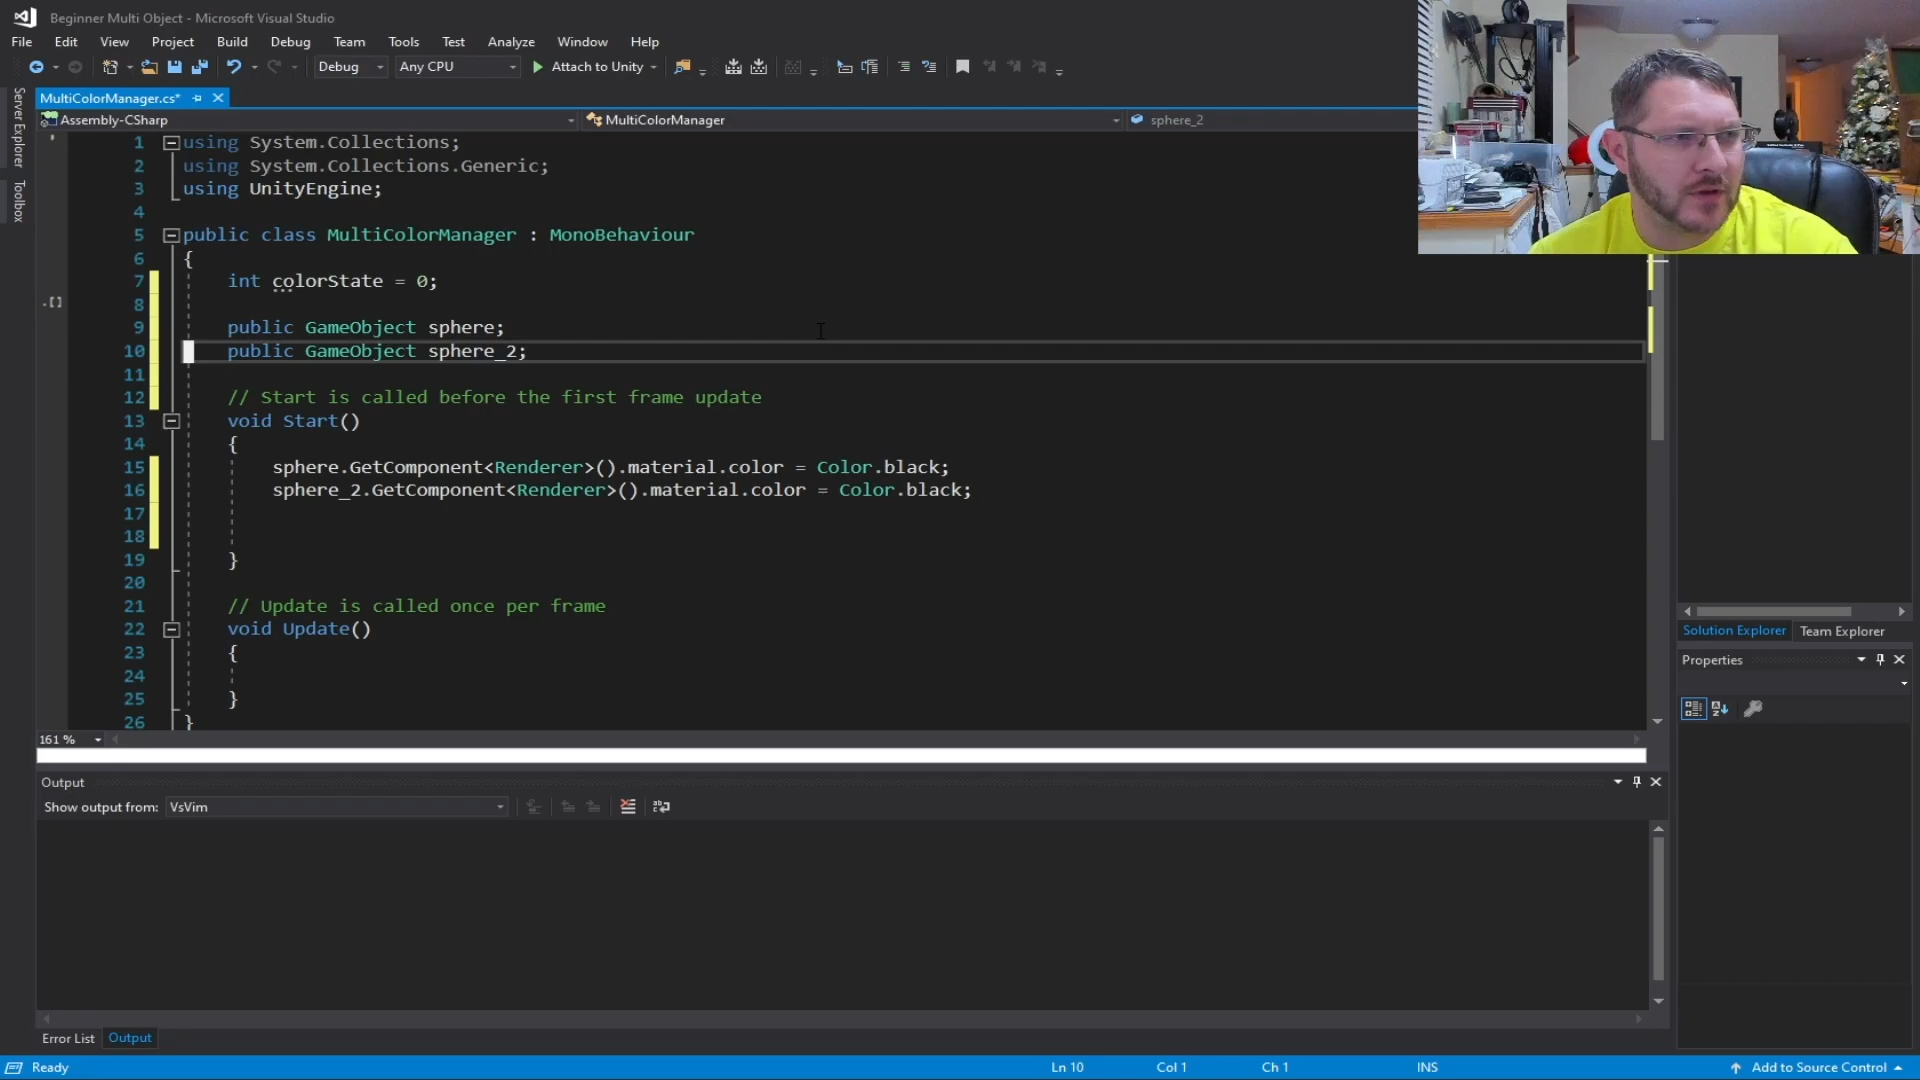 Beginner Multi Object - Microsoft Visual Studio
File Edit View Project Build Debug Team Tools Test Analyze Window Help
Debug Any CPU Attach to Unity
MultiColorManager.cs*
Assembly-CSharp MultiColorManager sphere_2
Server Explorer
Toolbox
1 using System.Collections;
2 using System.Collections.Generic;
3 using UnityEngine;
4
5 public class MultiColorManager : MonoBehaviour
6 {
7 int colorState = 0;
8
9 public GameObject sphere;
10 public GameObject sphere_2;
11
12 // Start is called before the first frame update
13 void Start()
14 {
15 sphere.GetComponent<Renderer>().material.color = Color.black;
16 sphere_2.GetComponent<Renderer>().material.color = Color.black;
17
18
19 }
20
21 // Update is called once per frame
22 void Update()
23 {
24
25 }
26 }
161 %
Solution Explorer Team Explorer
Properties
Output
Show output from: VsVim
Error List Output
Ready Ln 10 Col 1 Ch 1 INS Add to Source Control